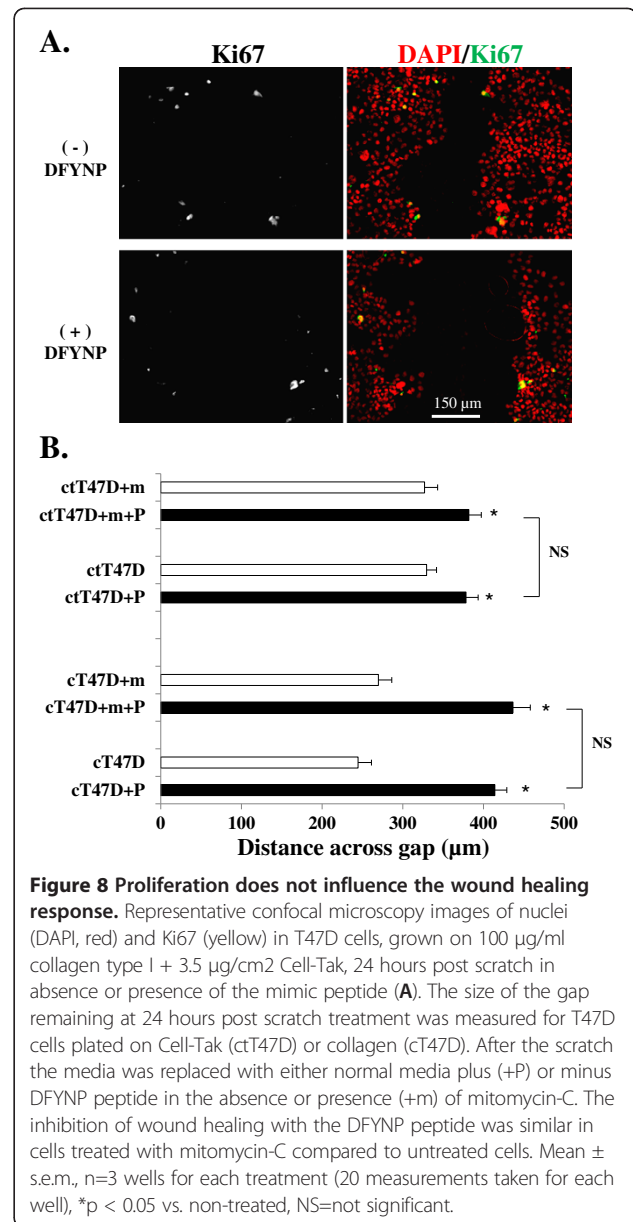 A.
Ki67 DAPI/Ki67
( - )
DFYNP
( + )
DFYNP
150 µm
B.
ctT47D+m
ctT47D+m+P *
NS
ctT47D
ctT47D+P *
cT47D+m
cT47D+m+P *
NS
cT47D
cT47D+P *
0 100 200 300 400 500
Distance across gap (µm)
Figure 8 Proliferation does not influence the wound healing
response. Representative confocal microscopy images of nuclei
(DAPI, red) and Ki67 (yellow) in T47D cells, grown on 100 µg/ml
collagen type I + 3.5 µg/cm2 Cell-Tak, 24 hours post scratch in
absence or presence of the mimic peptide (A). The size of the gap
remaining at 24 hours post scratch treatment was measured for T47D
cells plated on Cell-Tak (ctT47D) or collagen (cT47D). After the scratch
the media was replaced with either normal media plus (+P) or minus
DFYNP peptide in the absence or presence (+m) of mitomycin-C. The
inhibition of wound healing with the DFYNP peptide was similar in
cells treated with mitomycin-C compared to untreated cells. Mean ±
s.e.m., n=3 wells for each treatment (20 measurements taken for each
well), *p < 0.05 vs. non-treated, NS=not significant.